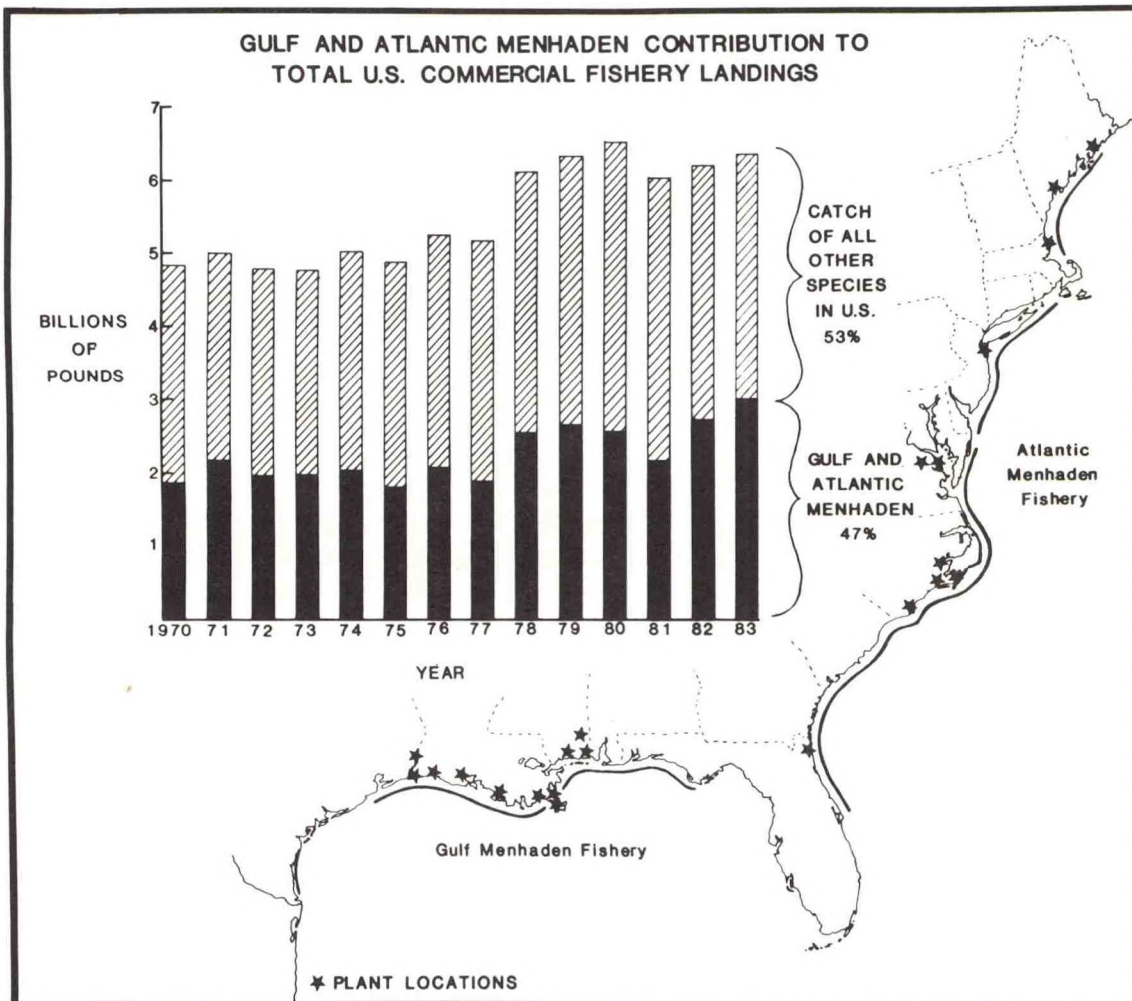 GULF AND ATLANTIC MENHADEN CONTRIBUTION TO
TOTAL U.S. COMMERCIAL FISHERY LANDINGS
7
6
5
4
3
2
1
BILLIONS
OF
POUNDS
1970 71 72 73 74 75 76 77 78 79 80 81 82 83
YEAR
CATCH
OF ALL
OTHER
SPECIES
IN U.S.
53%
GULF AND
ATLANTIC
MENHADEN
47%
Atlantic
Menhaden
Fishery
Gulf Menhaden Fishery
★ PLANT LOCATIONS